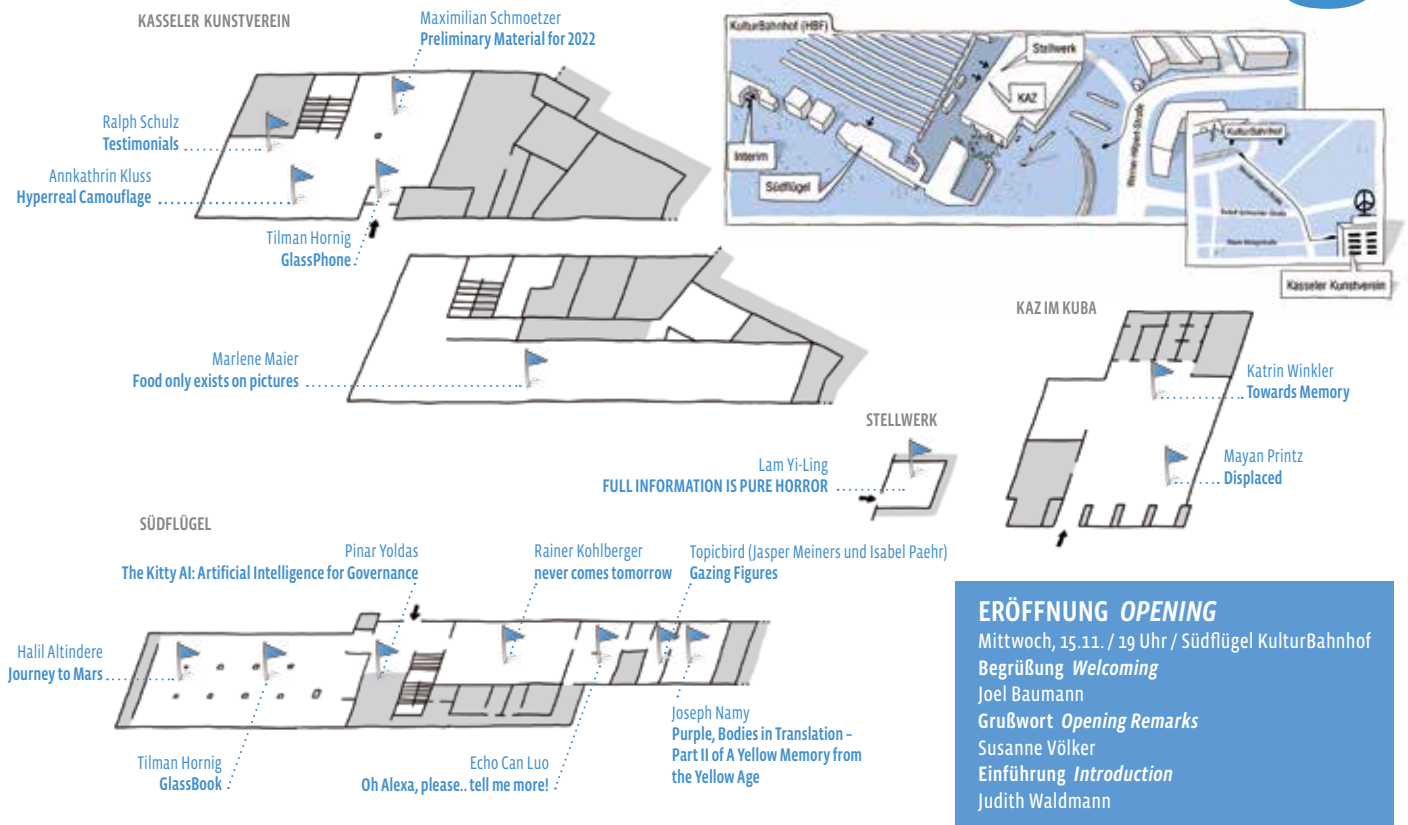 KASSELER KUNSTVEREIN
Maximilian Schmoetzer
Preliminary Material for 2022
Ralph Schulz
Testimonials
Annkathrin Kluss
Hyperreal Camouflage
Tilman Hornig
GlassPhone
Marlene Maier
Food only exists on pictures
KulturBahnhof (HBF)
Stellwerk
KAZ
Interim
Südflügel
KulturBahnhof
Kasseler Kunstverein
KAZ IM KUBA
Katrin Winkler
Towards Memory
Mayan Printz
Displaced
STELLWERK
Lam Yi-Ling
FULL INFORMATION IS PURE HORROR
SÜDFLÜGEL
Pinar Yoldas
The Kitty AI: Artificial Intelligence for Governance
Rainer Kohlberger
never comes tomorrow
Topicbird (Jasper Meiners und Isabel Paehr)
Gazing Figures
Halil Altindere
Journey to Mars
Tilman Hornig
GlassBook
Echo Can Luo
Oh Alexa, please.. tell me more!
Joseph Namy
Purple, Bodies in Translation –
Part II of A Yellow Memory from
the Yellow Age
ERÖFFNUNG OPENING
Mittwoch, 15.11. / 19 Uhr / Südflügel KulturBahnhof
Begrüßung Welcoming
Joel Baumann
Grußwort Opening Remarks
Susanne Völker
Einführung Introduction
Judith Waldmann